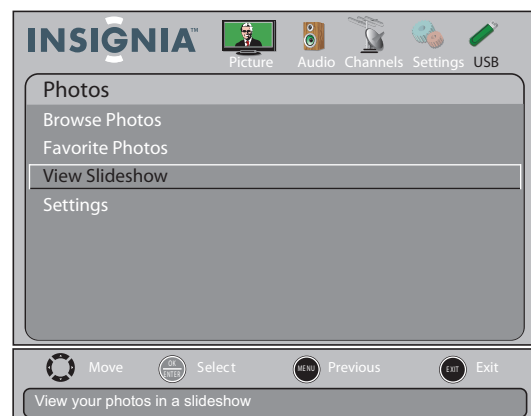 INSIGNIA™
Picture Audio Channels Settings USB
Photos
Browse Photos
Favorite Photos
View Slideshow
Settings
Move OK ENTER Select MENU Previous EXIT Exit
View your photos in a slideshow